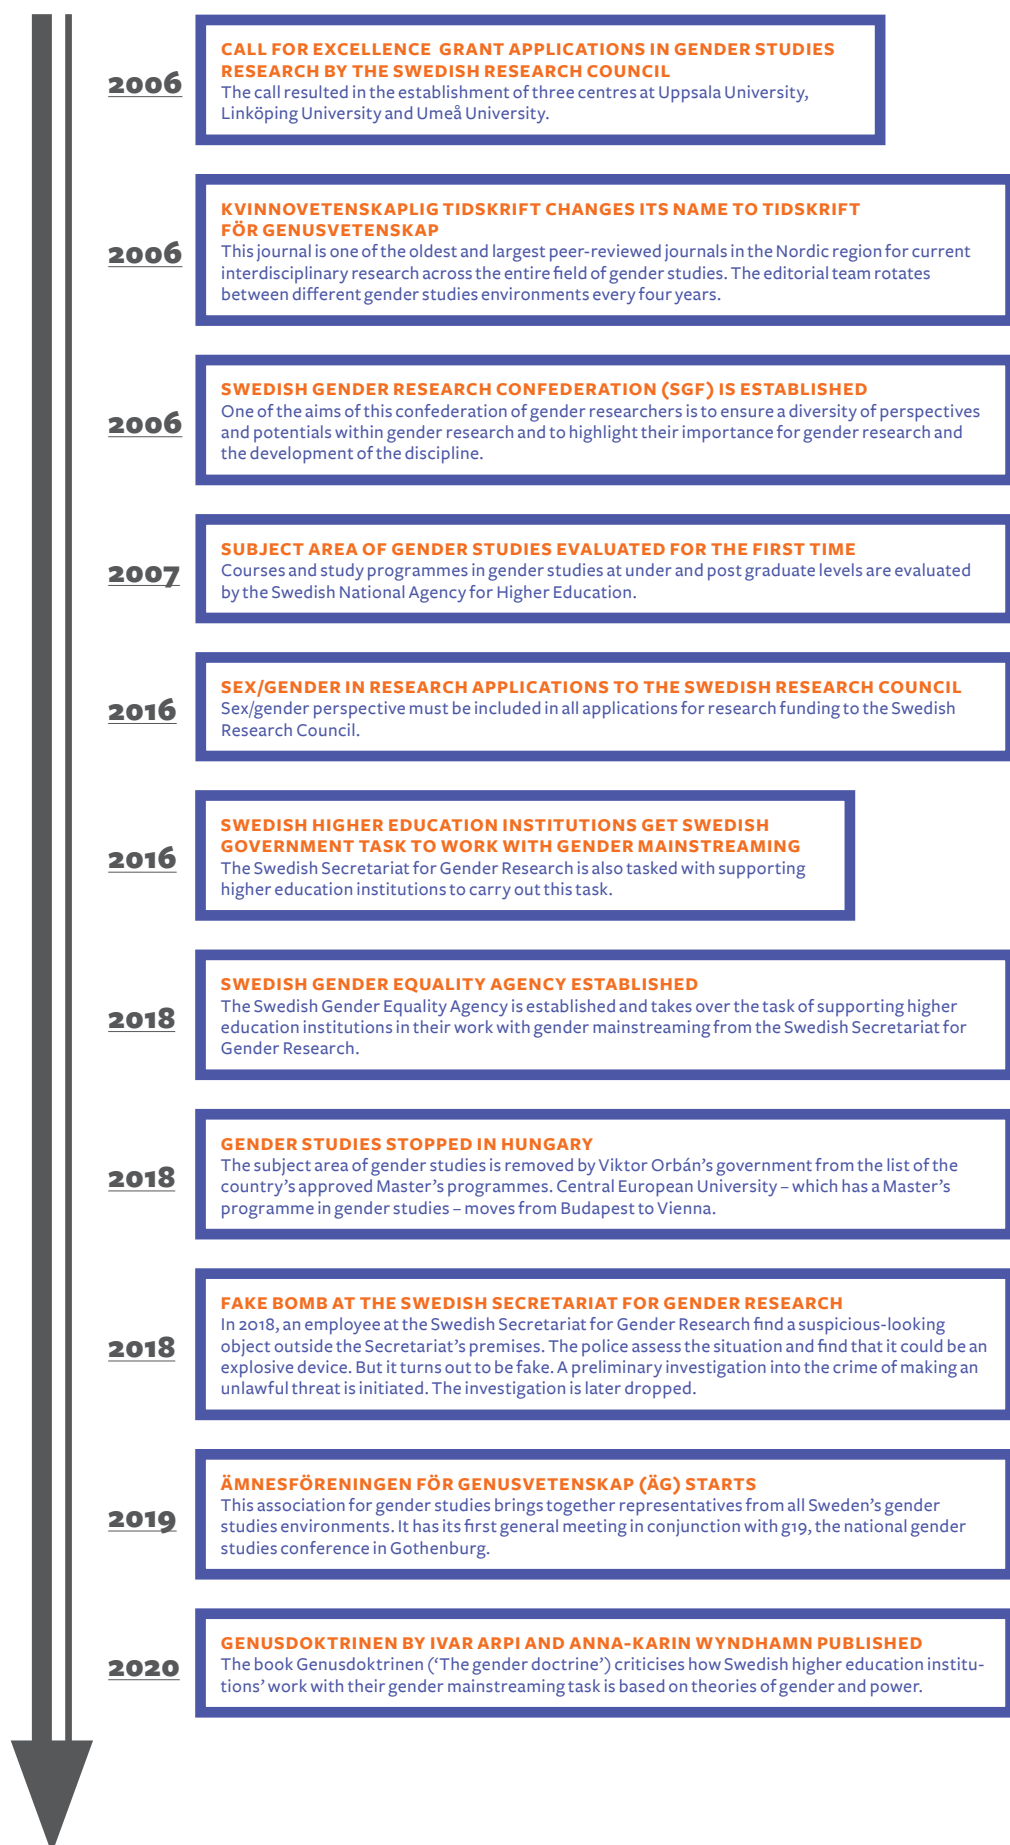 2006
CALL FOR EXCELLENCE GRANT APPLICATIONS IN GENDER STUDIES
RESEARCH BY THE SWEDISH RESEARCH COUNCIL
The call resulted in the establishment of three centres at Uppsala University,
Linköping University and Umeå University.
2006
KVINNOVETENSKAPLIG TIDSKRIFT CHANGES ITS NAME TO TIDSKRIFT
FÖR GENUSVETENSKAP
This journal is one of the oldest and largest peer-reviewed journals in the Nordic region for current
interdisciplinary research across the entire field of gender studies. The editorial team rotates
between different gender studies environments every four years.
2006
SWEDISH GENDER RESEARCH CONFEDERATION (SGF) IS ESTABLISHED
One of the aims of this confederation of gender researchers is to ensure a diversity of perspectives
and potentials within gender research and to highlight their importance for gender research and
the development of the discipline.
2007
SUBJECT AREA OF GENDER STUDIES EVALUATED FOR THE FIRST TIME
Courses and study programmes in gender studies at under and post graduate levels are evaluated
by the Swedish National Agency for Higher Education.
2016
SEX/GENDER IN RESEARCH APPLICATIONS TO THE SWEDISH RESEARCH COUNCIL
Sex/gender perspective must be included in all applications for research funding to the Swedish
Research Council.
2016
SWEDISH HIGHER EDUCATION INSTITUTIONS GET SWEDISH
GOVERNMENT TASK TO WORK WITH GENDER MAINSTREAMING
The Swedish Secretariat for Gender Research is also tasked with supporting
higher education institutions to carry out this task.
2018
SWEDISH GENDER EQUALITY AGENCY ESTABLISHED
The Swedish Gender Equality Agency is established and takes over the task of supporting higher
education institutions in their work with gender mainstreaming from the Swedish Secretariat for
Gender Research.
2018
GENDER STUDIES STOPPED IN HUNGARY
The subject area of gender studies is removed by Viktor Orbán’s government from the list of the
country’s approved Master’s programmes. Central European University – which has a Master’s
programme in gender studies – moves from Budapest to Vienna.
2018
FAKE BOMB AT THE SWEDISH SECRETARIAT FOR GENDER RESEARCH
In 2018, an employee at the Swedish Secretariat for Gender Research find a suspicious-looking
object outside the Secretariat’s premises. The police assess the situation and find that it could be an
explosive device. But it turns out to be fake. A preliminary investigation into the crime of making an
unlawful threat is initiated. The investigation is later dropped.
2019
ÄMNESFÖRENINGEN FÖR GENUSVETENSKAP (ÄG) STARTS
This association for gender studies brings together representatives from all Sweden’s gender
studies environments. It has its first general meeting in conjunction with g19, the national gender
studies conference in Gothenburg.
2020
GENUSDOKTRINEN BY IVAR ARPI AND ANNA-KARIN WYNDHAMN PUBLISHED
The book Genusdoktrinen (‘The gender doctrine’) criticises how Swedish higher education institu-
tions’ work with their gender mainstreaming task is based on theories of gender and power.